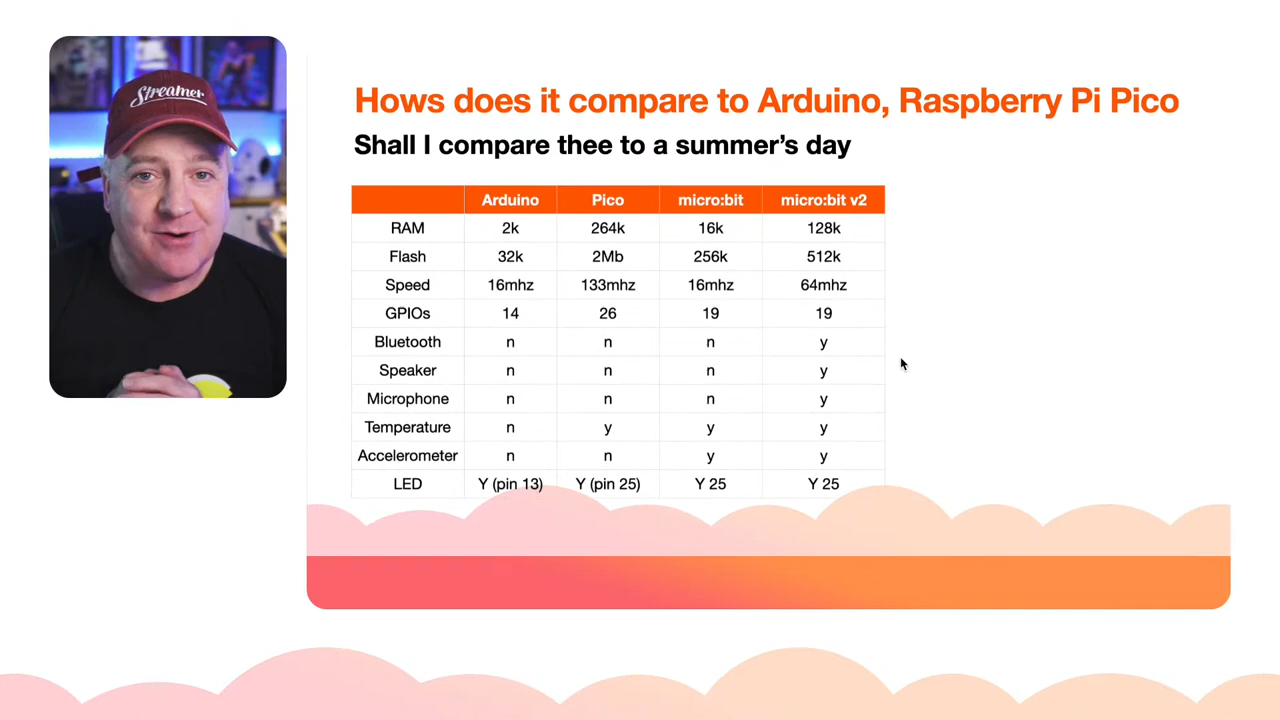 Streamer
Hows does it compare to Arduino, Raspberry Pi Pico
Shall I compare thee to a summer's day
Arduino Pico micro:bit micro:bit v2
RAM 2k 264k 16k 128k
Flash 32k 2Mb 256k 512k
Speed 16mhz 133mhz 16mhz 64mhz
GPIOs 14 26 19 19
Bluetooth n n n y
Speaker n n n y
Microphone n n n y
Temperature n y y y
Accelerometer n n y y
LED Y (pin 13) Y (pin 25) Y 25 Y 25